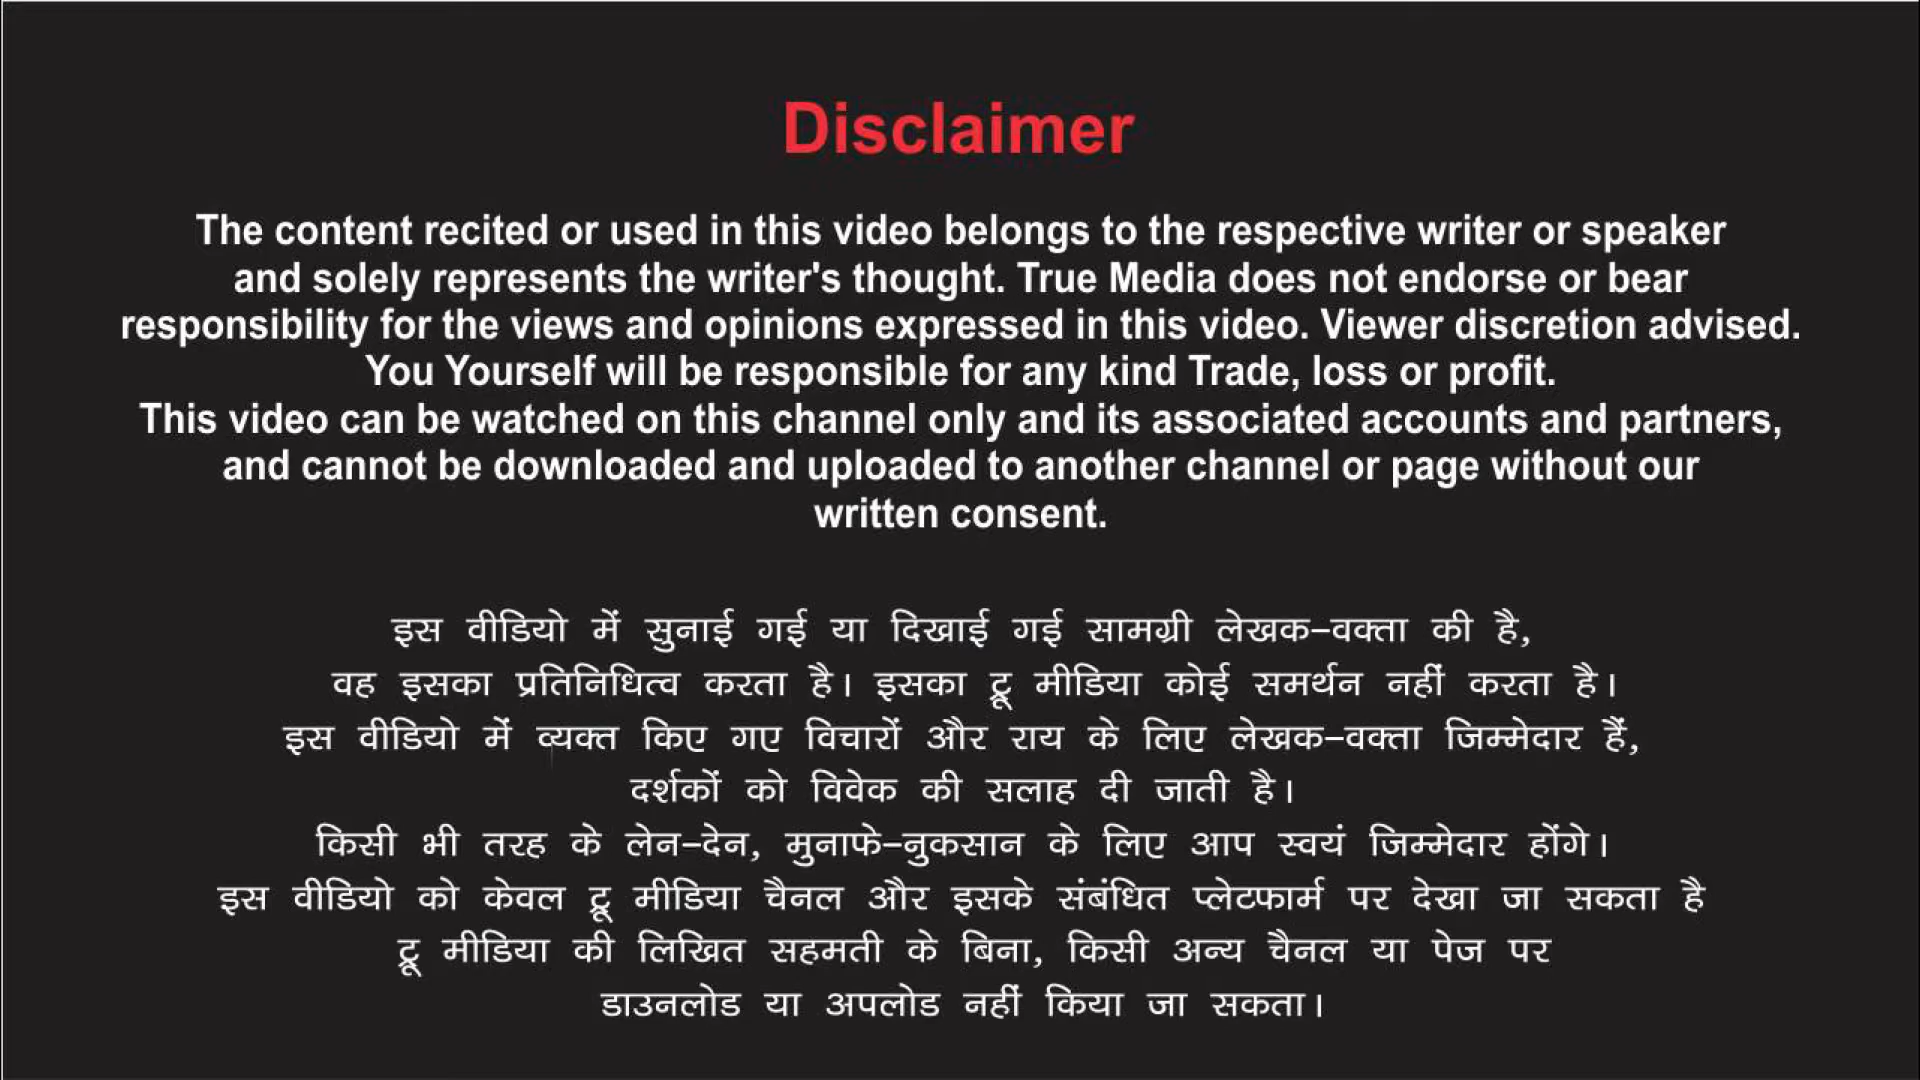 Disclaimer
The content recited or used in this video belongs to the respective writer or speaker
and solely represents the writer's thought. True Media does not endorse or bear
responsibility for the views and opinions expressed in this video. Viewer discretion advised.
You Yourself will be responsible for any kind Trade, loss or profit.
This video can be watched on this channel only and its associated accounts and partners,
and cannot be downloaded and uploaded to another channel or page without our
written consent.
इस वीडियो में सुनाई गई या दिखाई गई सामग्री लेखक–वक्ता की है,
वह इसका प्रतिनिधित्व करता है। इसका ट्रू मीडिया कोई समर्थन नहीं करता है।
इस वीडियो में व्यक्त किए गए विचारों और राय के लिए लेखक–वक्ता जिम्मेदार हैं,
दर्शकों को विवेक की सलाह दी जाती है।
किसी भी तरह के लेन–देन, मुनाफे–नुकसान के लिए आप स्वयं जिम्मेदार होंगे।
इस वीडियो को केवल ट्रू मीडिया चैनल और इसके संबंधित प्लेटफार्म पर देखा जा सकता है
ट्रू मीडिया की लिखित सहमती के बिना, किसी अन्य चैनल या पेज पर
डाउनलोड या अपलोड नहीं किया जा सकता।